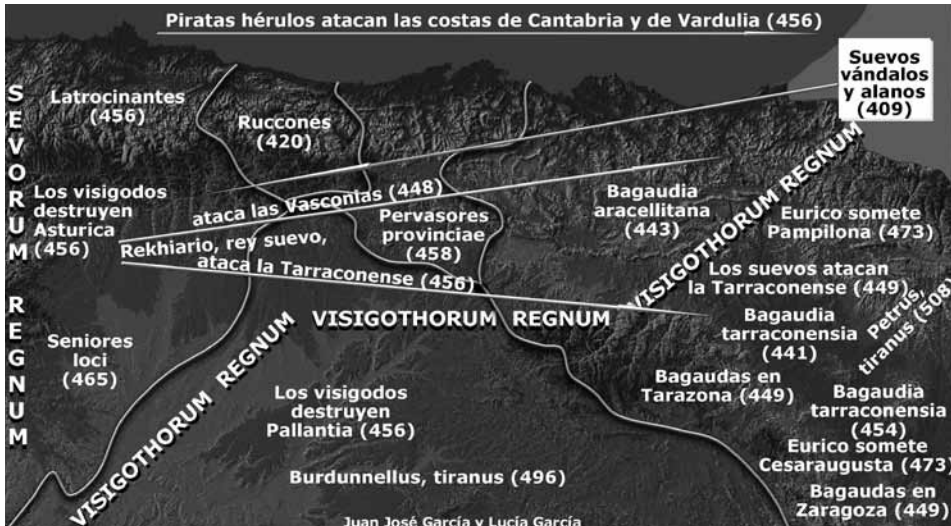 Piratas hérulos atacan las costas de Cantabria y de Vardulia (456)
Suevos
vándalos
y alanos
(409)
SEVORUM REGNUM
Latrocinantes
(456)
Ruccones
(420)
Los visigodos
destruyen
Asturica
(456)
ataca las Vasconias (448)
Rekhiario, rey suevo,
ataca la Tarraconense (456)
Pervasores
provinciae
(458)
Bagaudia
aracellitana
(443)
VISIGOTHORUM REGNUM
Eurico somete
Pampilona (473)
Los suevos atacan
la Tarraconense (449)
Petrus,
tiranus (508)
VISIGOTHORUM REGNUM
Bagaudia
tarraconensia
(441)
Seniores
loci
(465)
VISIGOTHORUM REGNUM
Los visigodos
destruyen
Pallantia (456)
Bagaudas en
Tarazona (449)
Bagaudia
tarraconensia
(454)
Eurico somete
Cesaraugusta (473)
Burdunnellus, tiranus (496)
Bagaudas en
Zaragoza (449)
Juan José García y Lucia García